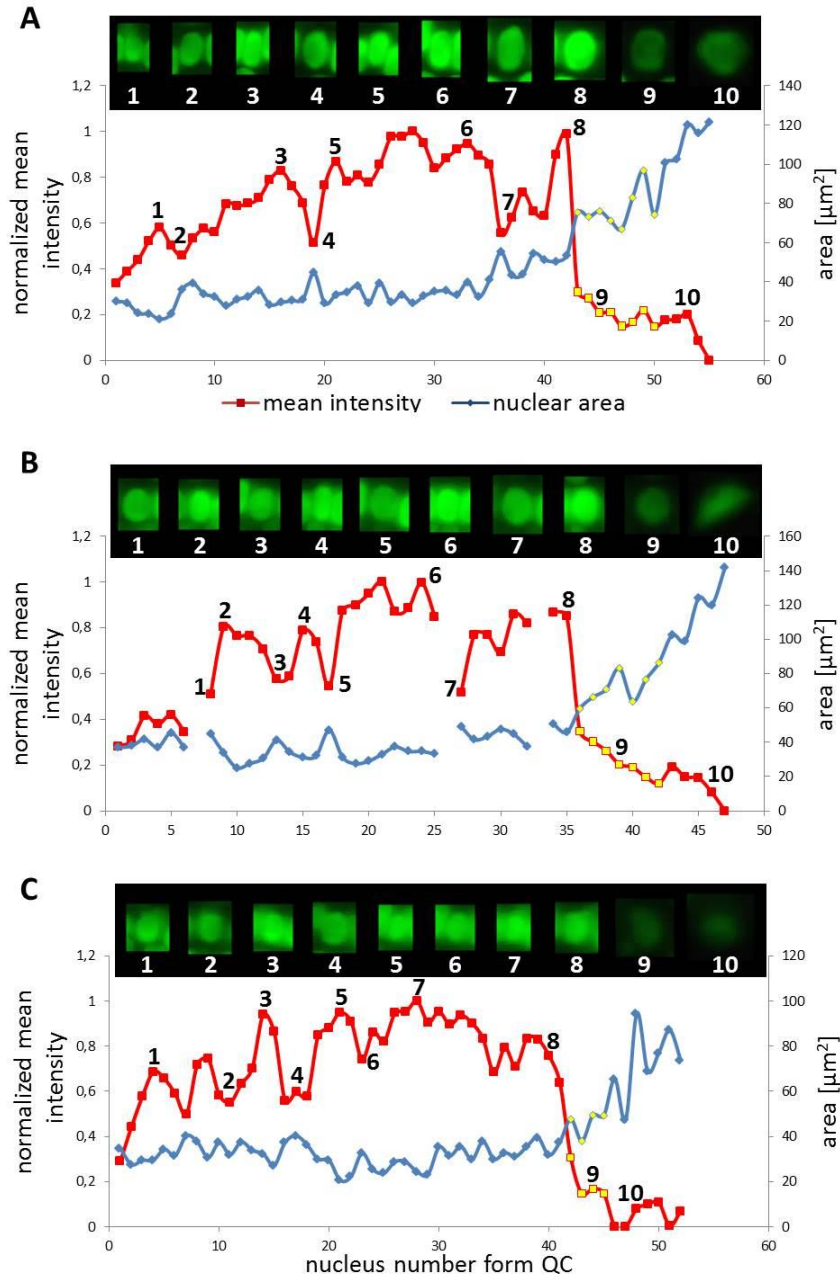 A
1 2 3 4 5 6 7 8 9 10
1,2 140
1 120
0,8 100
0,6 80
0,4 60
0,2 40
0 20
0
normalized mean
intensity
area [µm²]
1 2 3 4 5 6 7 8 9 10
0 10 20 30 40 50 60
mean intensity nuclear area
B
1 2 3 4 5 6 7 8 9 10
1,2 160
1 140
0,8 120
0,6 100
0,4 80
0,2 60
0 40
20
0
normalized mean
intensity
area [µm²]
1 2 3 4 5 6 7 8 9 10
0 5 10 15 20 25 30 35 40 45 50
C
1 2 3 4 5 6 7 8 9 10
1,2 120
1 100
0,8 80
0,6 60
0,4 40
0,2 20
0 0
normalized mean
intensity
area [µm²]
1 2 3 4 5 6 7 8 9 10
0 10 20 30 40 50 60
nucleus number form QC